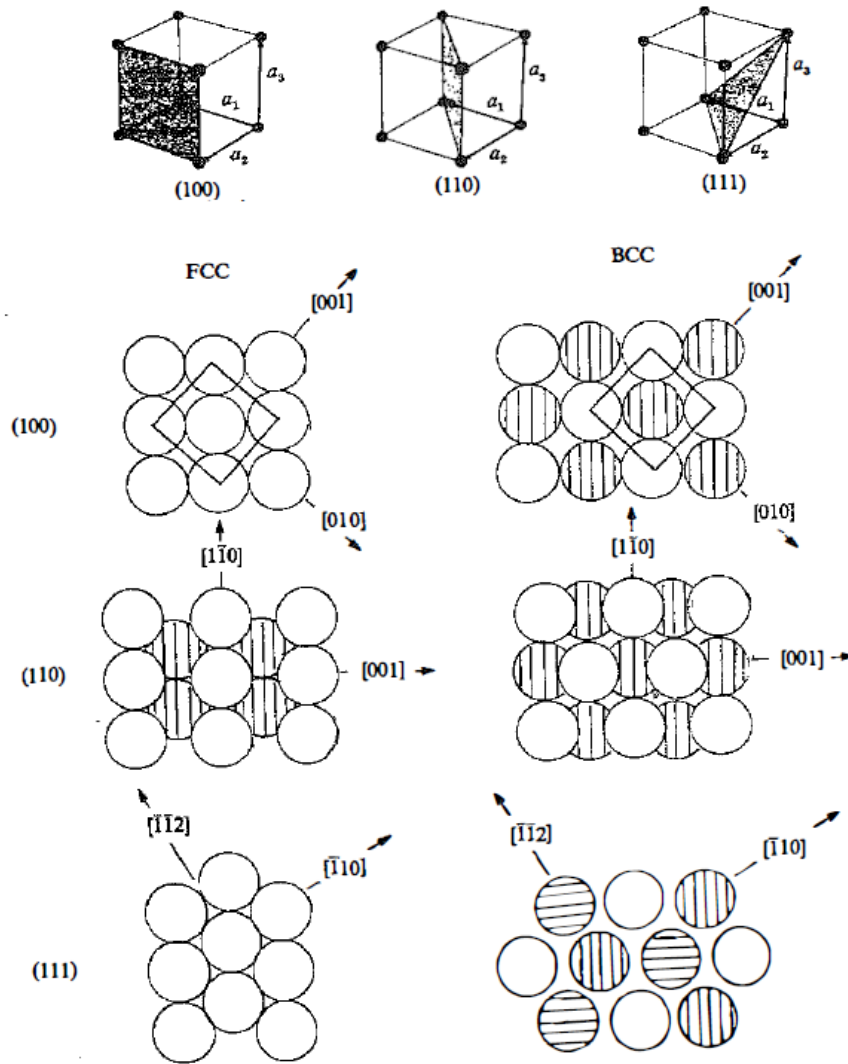 a₃ a₃ a₃
a₁ a₁ a₁
a₂ a₂ a₂
(100) (110) (111)
FCC BCC
[001] [001]
(100)
[010] [010]
[11̄0] [11̄0]
(110) [001] [001]
[1̄1̄2] [1̄10] [1̄1̄2] [1̄10]
(111)